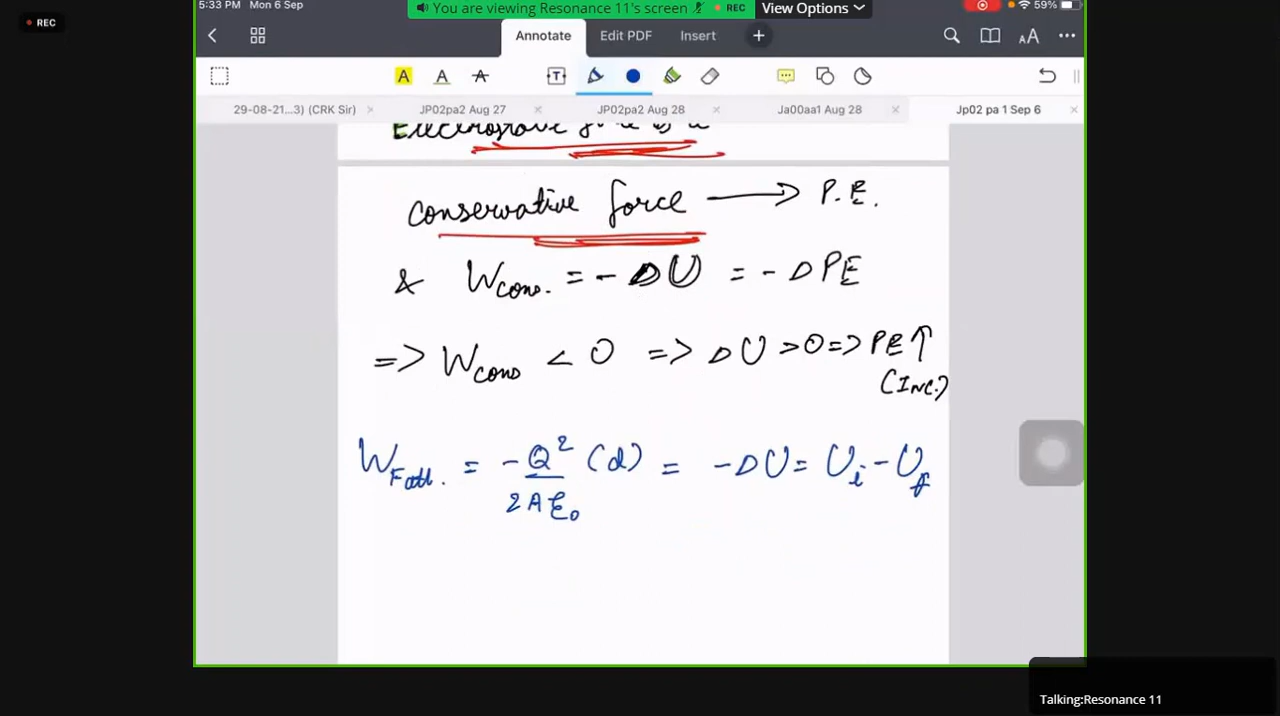 5:33 PM Mon 6 Sep
You are viewing Resonance 11's screen
REC
View Options
59%
REC
Annotate
Edit PDF
Insert
AA
A A A
T
29-08-21...3) (CRK Sir)
JP02pa2 Aug 27
JP02pa2 Aug 28
Ja00aa1 Aug 28
Jp02 pa 1 Sep 6
conservative force → P.E.
& W_cons. = - ΔU = - ΔPE
=> W_cons < 0 => ΔU > 0 => PE↑
(Inc.)
W_Fatt. = -Q²/2Aε₀ (d) = -ΔU = U_i - U_f
Talking:Resonance 11